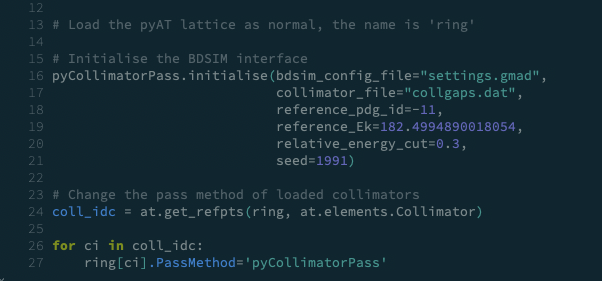 12
13 # Load the pyAT lattice as normal, the name is 'ring'
14
15 # Initialise the BDSIM interface
16 pyCollimatorPass.initialise(bdsim_config_file="settings.gmad",
17                             collimator_file="collgaps.dat",
18                             reference_pdg_id=-11,
19                             reference_Ek=182.4994890018054,
20                             relative_energy_cut=0.3,
21                             seed=1991)
22
23 # Change the pass method of loaded collimators
24 coll_idc = at.get_refpts(ring, at.elements.Collimator)
25
26 for ci in coll_idc:
27     ring[ci].PassMethod='pyCollimatorPass'